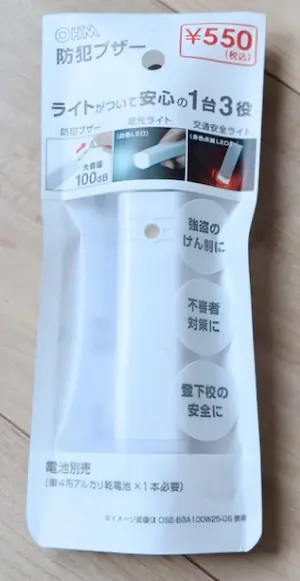 OHM
防犯ブザー
¥550
(税込)
ライトがついて安心の1台3役
防犯ブザー
足元ライト
交通安全ライト
(白色LED)
(赤色点滅LED)
大音量
100dB
強盗の
けん制に
不審者
対策に
登下校の
安全に
電池別売
(単4形アルカリ乾電池×1本必要)
※イメージ画像は OSE-B3A100W25-D6 使用